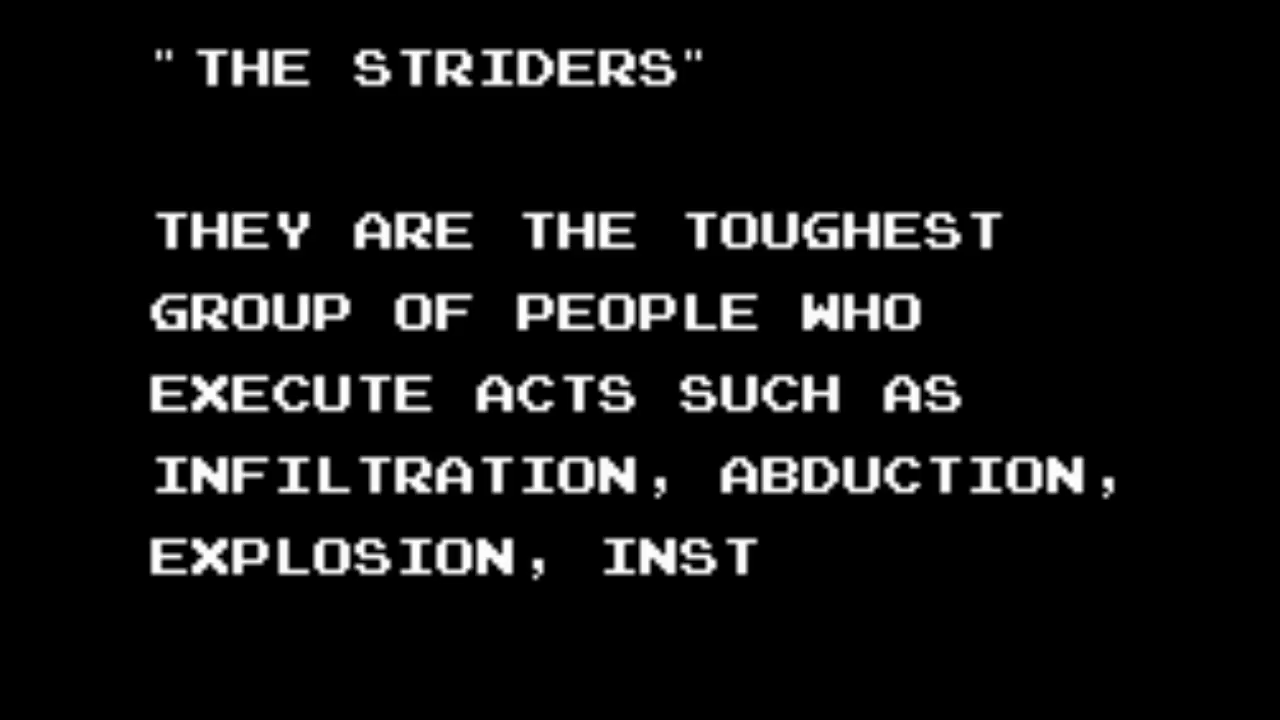 " THE STRIDERS"
THEY ARE THE TOUGHEST
GROUP OF PEOPLE WHO
EXECUTE ACTS SUCH AS
INFILTRATION, ABDUCTION,
EXPLOSION, INST